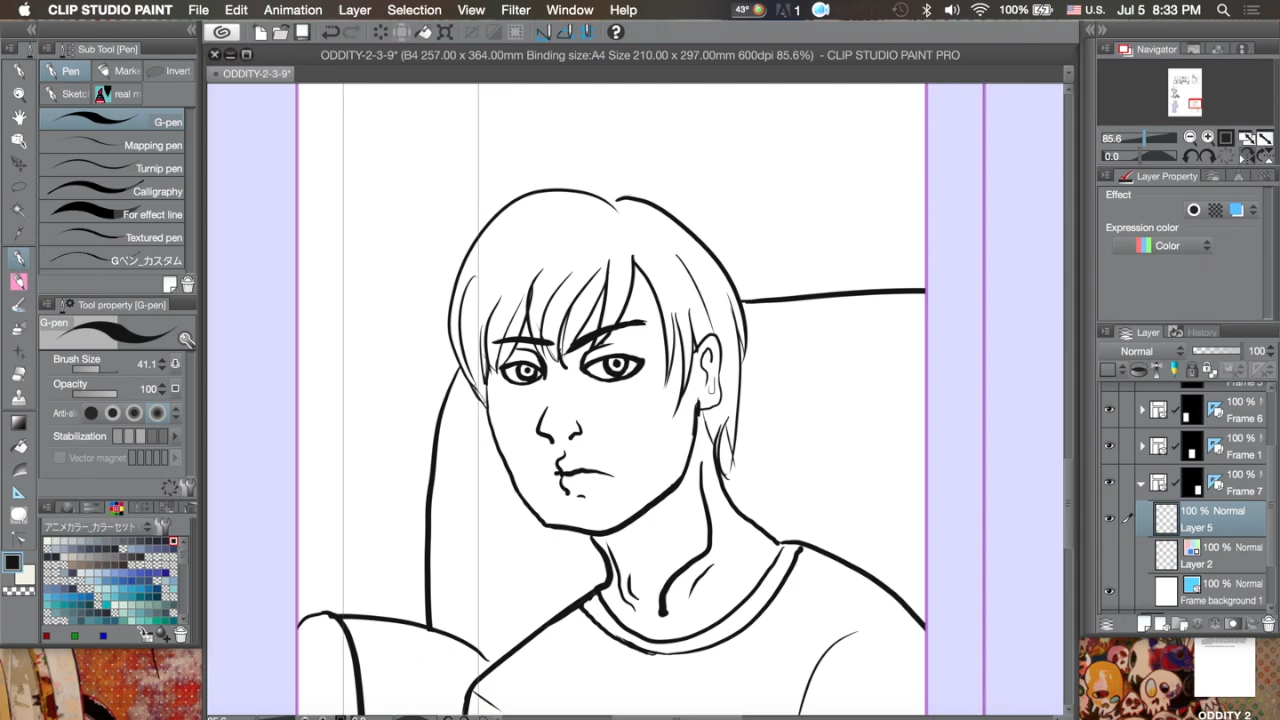 CLIP STUDIO PAINT File Edit Animation Layer Selection View Filter Window Help 43° 1 100% U.S. Jul 5 8:33 PM
Sub Tool [Pen]
ODDITY-2-3-9* (B4 257.00 x 364.00mm Binding size:A4 Size 210.00 x 297.00mm 600dpi 85.6%) - CLIP STUDIO PAINT PRO
Navigator
Pen Marke Invert
ODDITY-2-3-9*
Sketc real m
G-pen
Mapping pen
Turnip pen
Calligraphy
For effect line
Textured pen
Gペン_カスタム
85.6
0.0
Layer Property
Effect
Expression color
Color
Tool property [G-pen]
G-pen
Brush Size 41.1
Opacity 100
Anti-al
Stabilization
Vector magnet
アニメカラー_カラーセット
Layer History
Normal 100
Frame 5
100 %
Frame 6
100 %
Frame 1
100 %
Frame 7
100 % Normal
Layer 5
100 % Normal
Layer 2
100 % Normal
Frame background 1
ODDITY 2